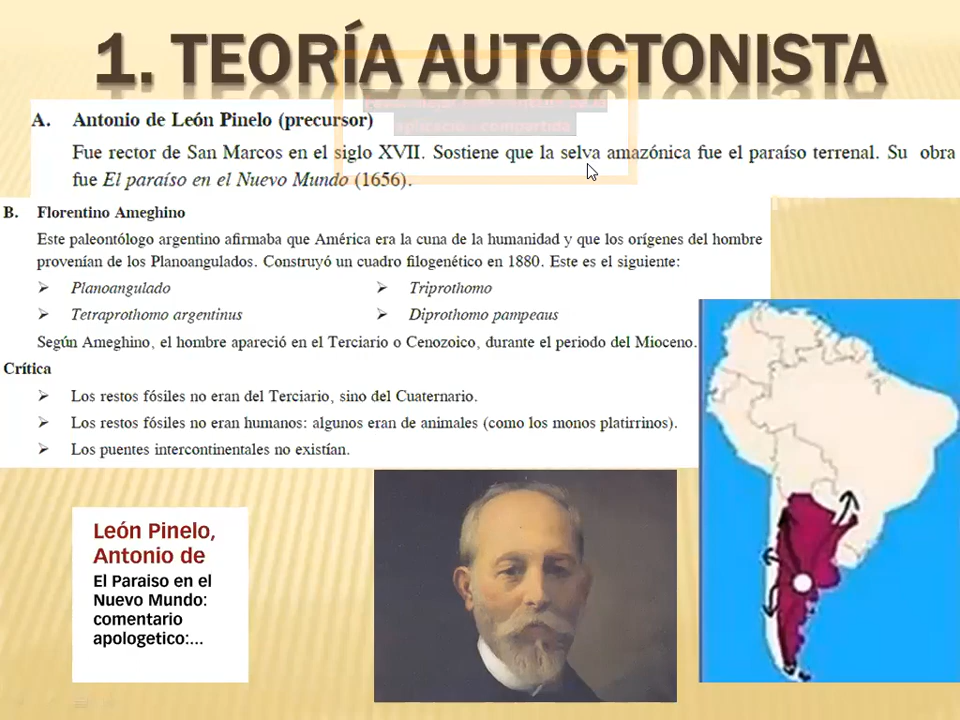 1. TEORÍA AUTOCTONISTA
A. Antonio de León Pinelo (precursor)
Fue rector de San Marcos en el siglo XVII. Sostiene que la selva amazónica fue el paraíso terrenal. Su obra
fue El paraíso en el Nuevo Mundo (1656).
B. Florentino Ameghino
Este paleontólogo argentino afirmaba que América era la cuna de la humanidad y que los orígenes del hombre
provenían de los Planoangulados. Construyó un cuadro filogenético en 1880. Este es el siguiente:
➢ Planoangulado ➢ Triprothomo
➢ Tetraprothomo argentinus ➢ Diprothomo pampeaus
Según Ameghino, el hombre apareció en el Terciario o Cenozoico, durante el periodo del Mioceno.
Crítica
➢ Los restos fósiles no eran del Terciario, sino del Cuaternario.
➢ Los restos fósiles no eran humanos: algunos eran de animales (como los monos platirrinos).
➢ Los puentes intercontinentales no existían.
León Pinelo,
Antonio de
El Paraiso en el
Nuevo Mundo:
comentario
apologetico:...